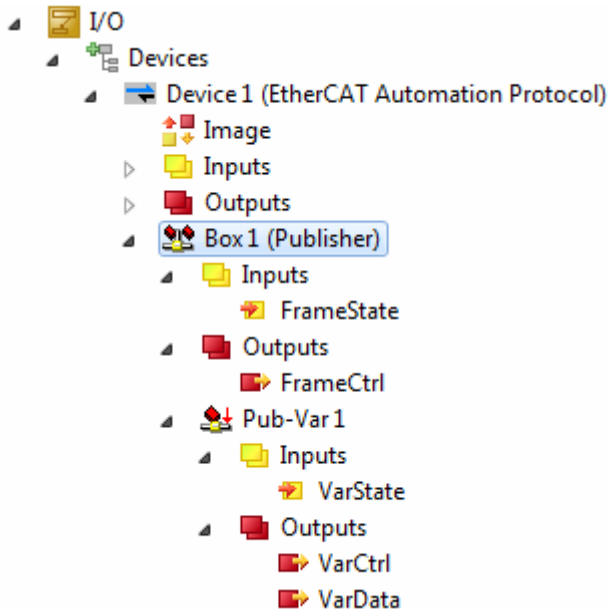 I/O
Devices
Device 1 (EtherCAT Automation Protocol)
Image
Inputs
Outputs
Box 1 (Publisher)
Inputs
FrameState
Outputs
FrameCtrl
Pub-Var 1
Inputs
VarState
Outputs
VarCtrl
VarData